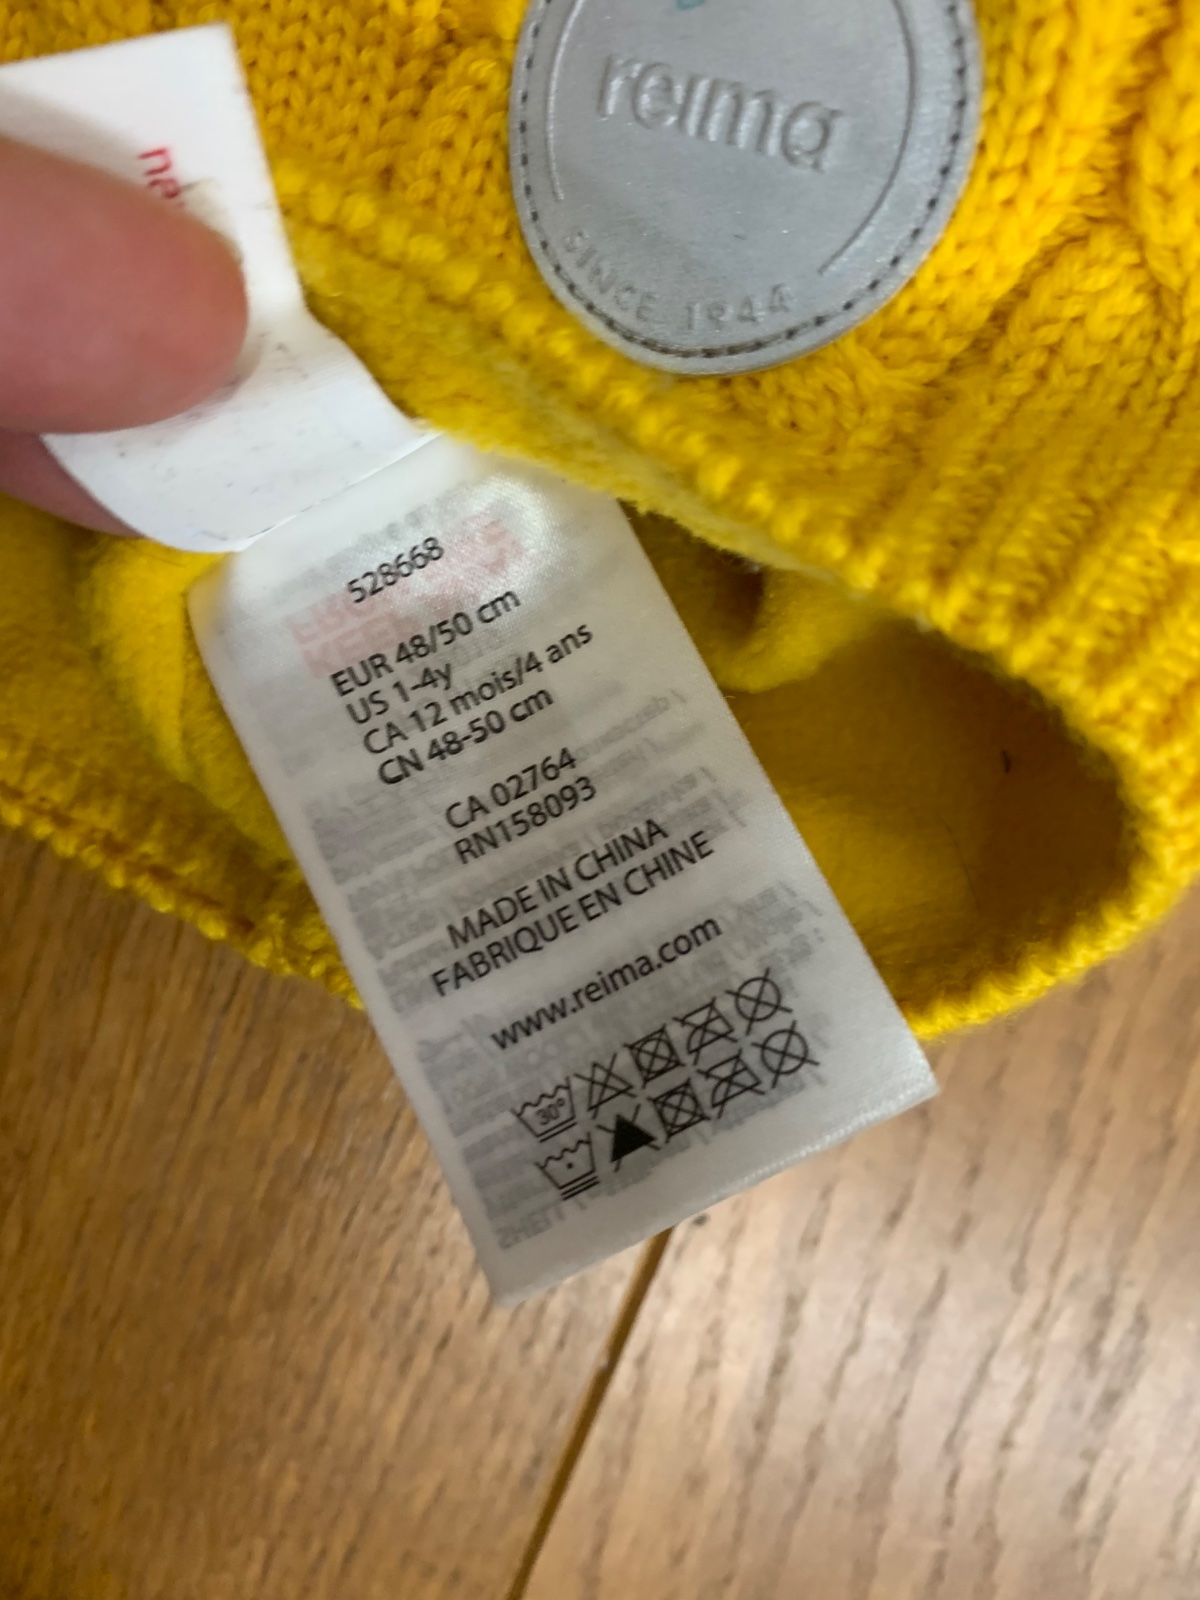 reima
SINCE 1944
528668
EUR 48/50 cm
US 1-4y
CA 12 mois/4 ans
CN 48-50 cm
CA 02764
RN158093
MADE IN CHINA
FABRIQUE EN CHINE
www.reima.com
30°